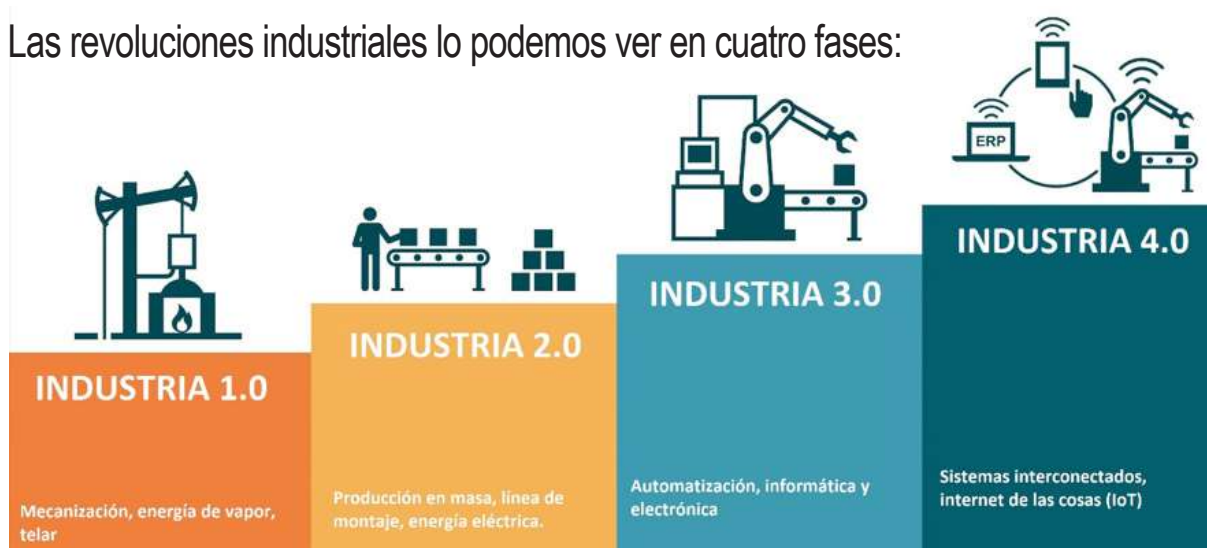 Las revoluciones industriales lo podemos ver en cuatro fases:
ERP
INDUSTRIA 1.0
Mecanización, energía de vapor,
telar
INDUSTRIA 2.0
Producción en masa, línea de
montaje, energía eléctrica.
INDUSTRIA 3.0
Automatización, informática y
electrónica
INDUSTRIA 4.0
Sistemas interconectados,
internet de las cosas (IoT)